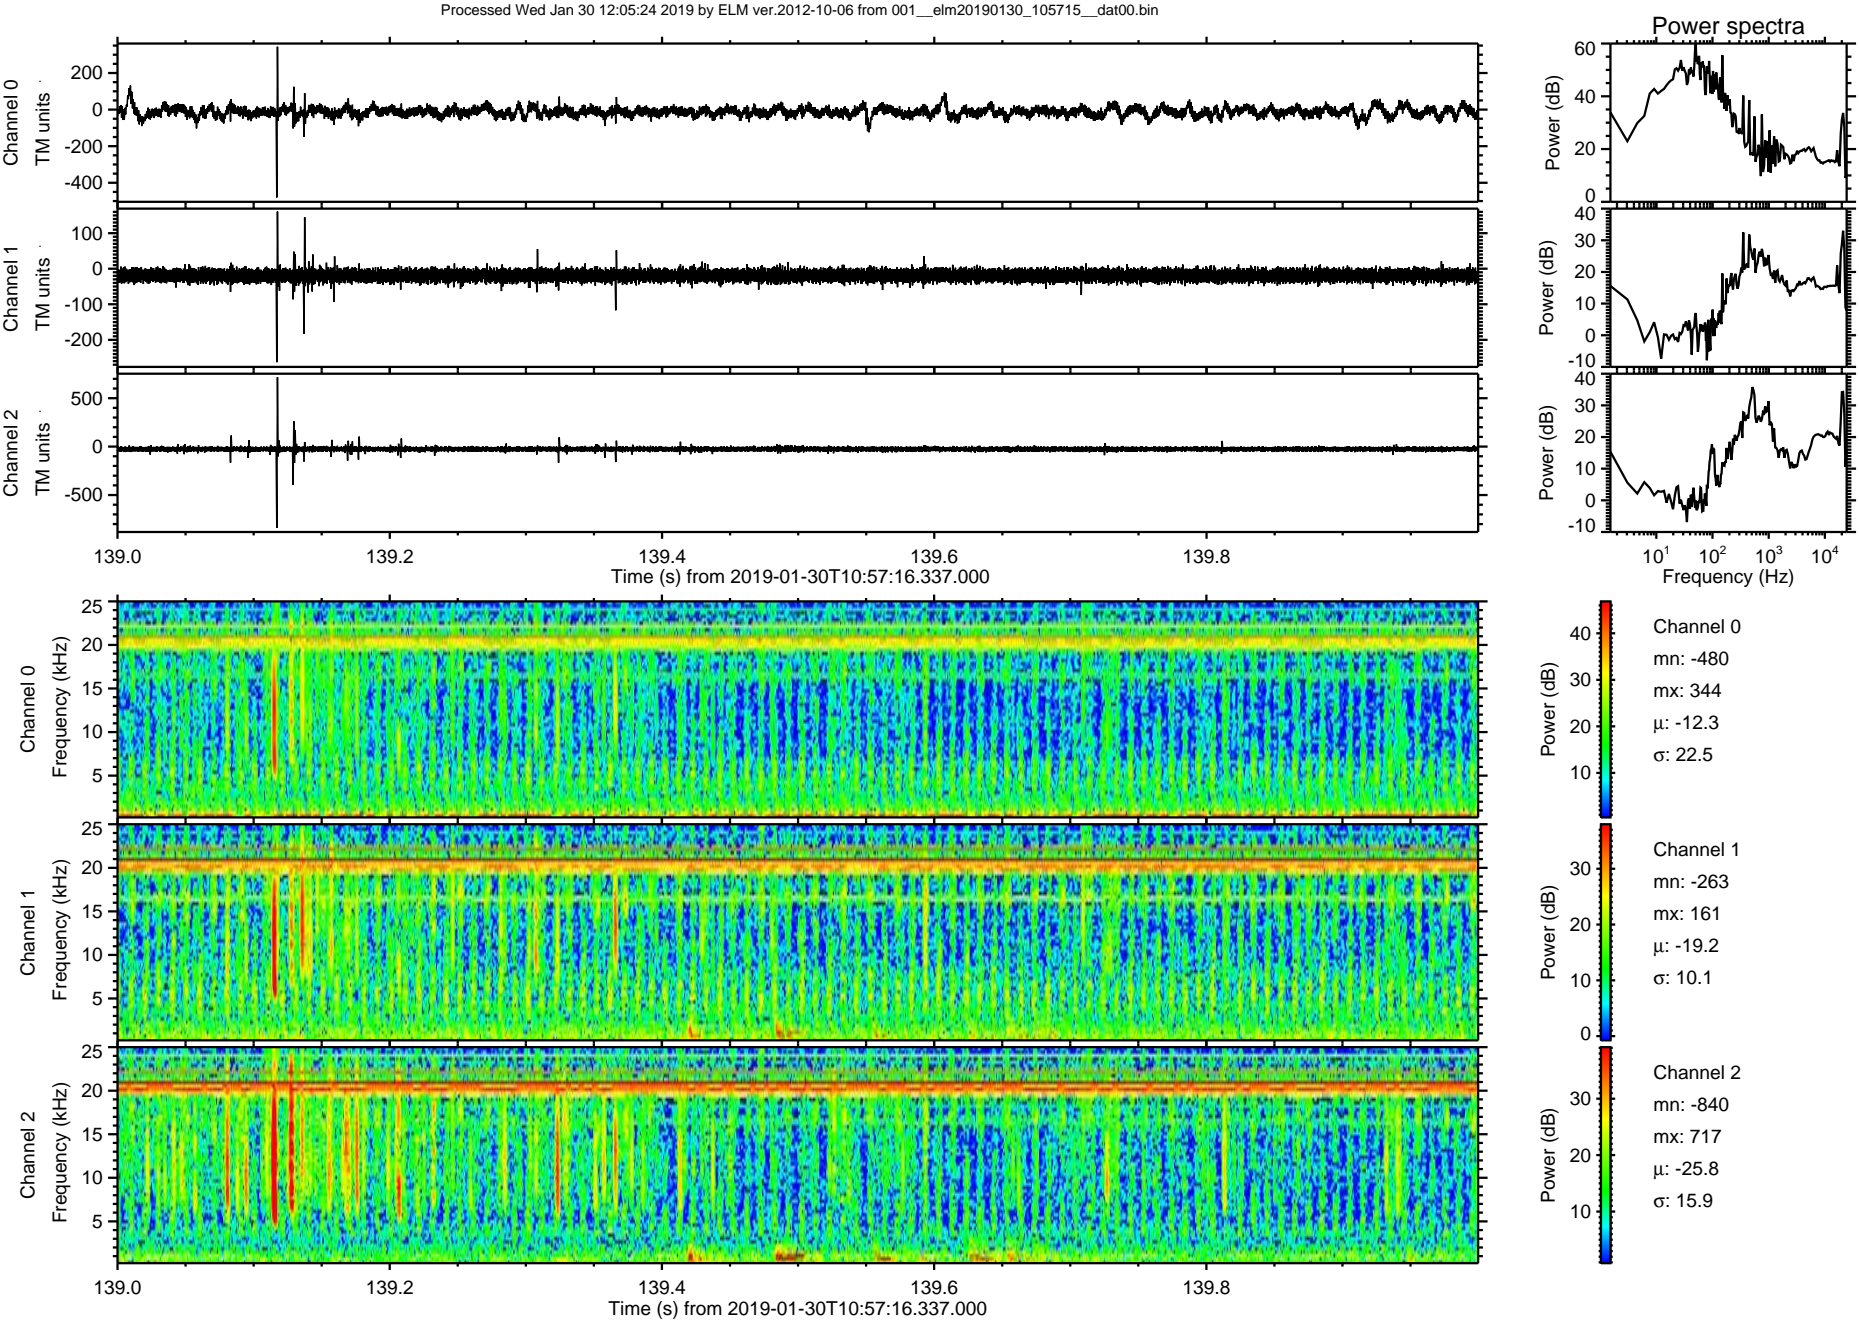 Processed Wed Jan 30 12:05:24 2019 by ELM ver.2012-10-06 from 001__elm20190130_105715__dat00.bin
Power spectra
Channel 0
TM units
200
0
-200
-400
Power (dB)
60
40
20
0
Channel 1
TM units
100
0
-100
-200
Power (dB)
40
30
20
10
0
-10
Channel 2
TM units
500
0
-500
Power (dB)
40
30
20
10
0
-10
139.0 139.2 139.4 139.6 139.8
Time (s) from 2019-01-30T10:57:16.337.000
10¹ 10² 10³ 10⁴
Frequency (Hz)
Channel 0
Frequency (kHz)
25
20
15
10
5
Power (dB)
40
30
20
10
Channel 0
mn: -480
mx: 344
μ: -12.3
σ: 22.5
Channel 1
Frequency (kHz)
25
20
15
10
5
Power (dB)
30
20
10
0
Channel 1
mn: -263
mx: 161
μ: -19.2
σ: 10.1
Channel 2
Frequency (kHz)
25
20
15
10
5
Power (dB)
30
20
10
Channel 2
mn: -840
mx: 717
μ: -25.8
σ: 15.9
139.0 139.2 139.4 139.6 139.8
Time (s) from 2019-01-30T10:57:16.337.000